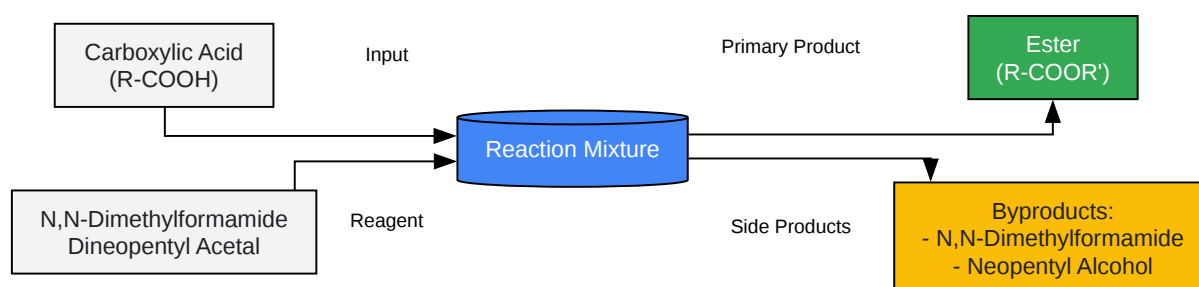 Carboxylic Acid
(R-COOH)
Input
Primary Product
Ester
(R-COOR')
Reaction Mixture
N,N-Dimethylformamide
Dineopentyl Acetal
Reagent
Side Products
Byproducts:
- N,N-Dimethylformamide
- Neopentyl Alcohol